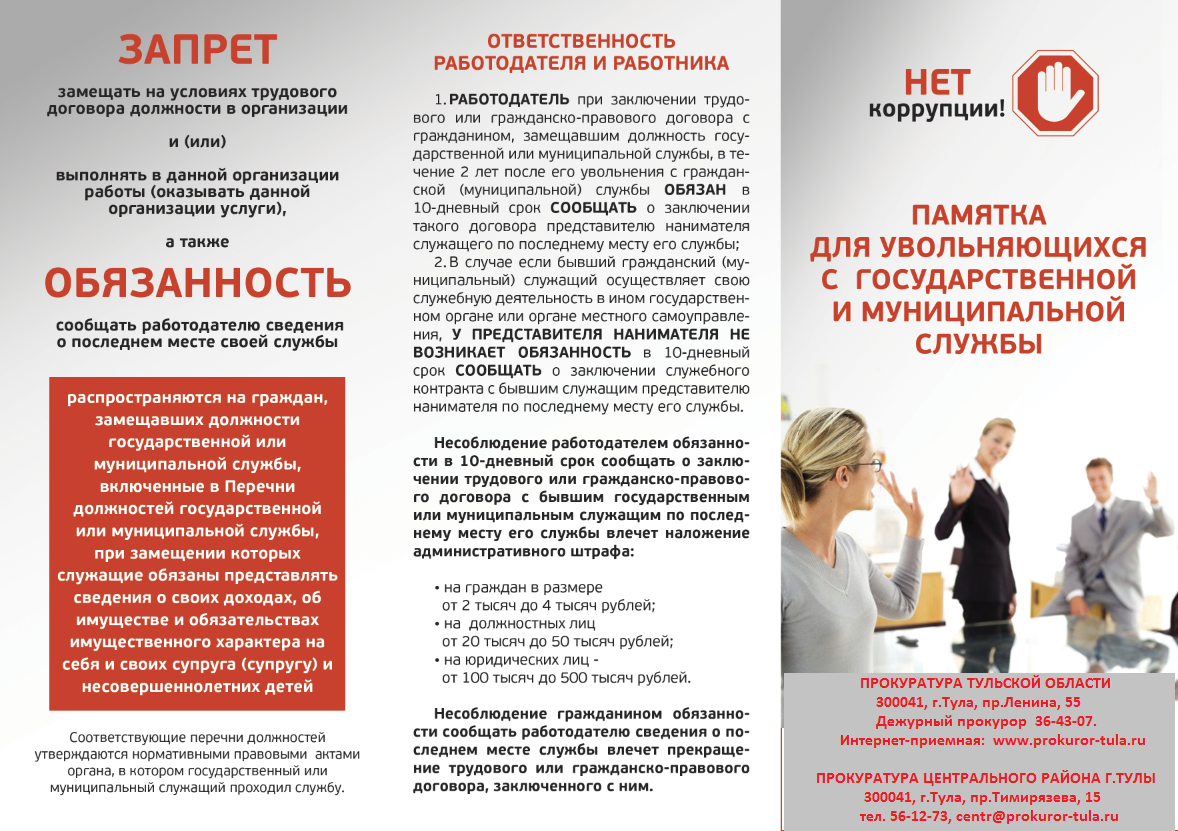 ЗАПРЕТ
замещать на условиях трудового
договора должности в организации
и (или)
выполнять в данной организации
работы (оказывать данной
организации услуги),
а также
ОБЯЗАННОСТЬ
сообщать работодателю сведения
о последнем месте своей службы
распространяются на граждан,
замещавших должности
государственной или
муниципальной службы,
включенные в Перечни
должностей государственной
или муниципальной службы,
при замещении которых
служащие обязаны представлять
сведения о своих доходах, об
имуществе и обязательствах
имущественного характера на
себя и своих супруга (супругу) и
несовершеннолетних детей
Соответствующие перечни должностей
утверждаются нормативными правовыми актами
органа, в котором государственный или
муниципальный служащий проходил службу.
ОТВЕТСТВЕННОСТЬ
РАБОТОДАТЕЛЯ И РАБОТНИКА
1. РАБОТОДАТЕЛЬ при заключении трудо-
вого или гражданско-правового договора с
гражданином, замещавшим должность госу-
дарственной или муниципальной службы, в те-
чение 2 лет после его увольнения с граждан-
ской (муниципальной) службы ОБЯЗАН в
10-дневный срок СООБЩАТЬ о заключении
такого договора представителю нанимателя
служащего по последнему месту его службы;
2. В случае если бывший гражданский (му-
ниципальный) служащий осуществляет свою
служебную деятельность в ином государствен-
ном органе или органе местного самоуправле-
ния, У ПРЕДСТАВИТЕЛЯ НАНИМАТЕЛЯ НЕ
ВОЗНИКАЕТ ОБЯЗАННОСТЬ в 10-дневный
срок СООБЩАТЬ о заключении служебного
контракта с бывшим служащим представителю
нанимателя по последнему месту его службы.
Несоблюдение работодателем обязанно-
сти в 10-дневный срок сообщать о заклю-
чении трудового или гражданско-правово-
го договора с бывшим государственным
или муниципальным служащим по послед-
нему месту его службы влечет наложение
административного штрафа:
• на граждан в размере
от 2 тысяч до 4 тысяч рублей;
• на должностных лиц
от 20 тысяч до 50 тысяч рублей;
• на юридических лиц -
от 100 тысяч до 500 тысяч рублей.
Несоблюдение гражданином обязанно-
сти сообщать работодателю сведения о по-
следнем месте службы влечет прекраще-
ние трудового или гражданско-правового
договора, заключенного с ним.
НЕТ
коррупции!
ПАМЯТКА
ДЛЯ УВОЛЬНЯЮЩИХСЯ
С ГОСУДАРСТВЕННОЙ
И МУНИЦИПАЛЬНОЙ
СЛУЖБЫ
ПРОКУРАТУРА ТУЛЬСКОЙ ОБЛАСТИ
300041, г.Тула, пр.Ленина, 55
Дежурный прокурор 36-43-07.
Интернет-приемная: www.prokuror-tula.ru
ПРОКУРАТУРА ЦЕНТРАЛЬНОГО РАЙОНА Г.ТУЛЫ
300041, г.Тула, пр.Тимирязева, 15
тел. 56-12-73, centr@prokuror-tula.ru